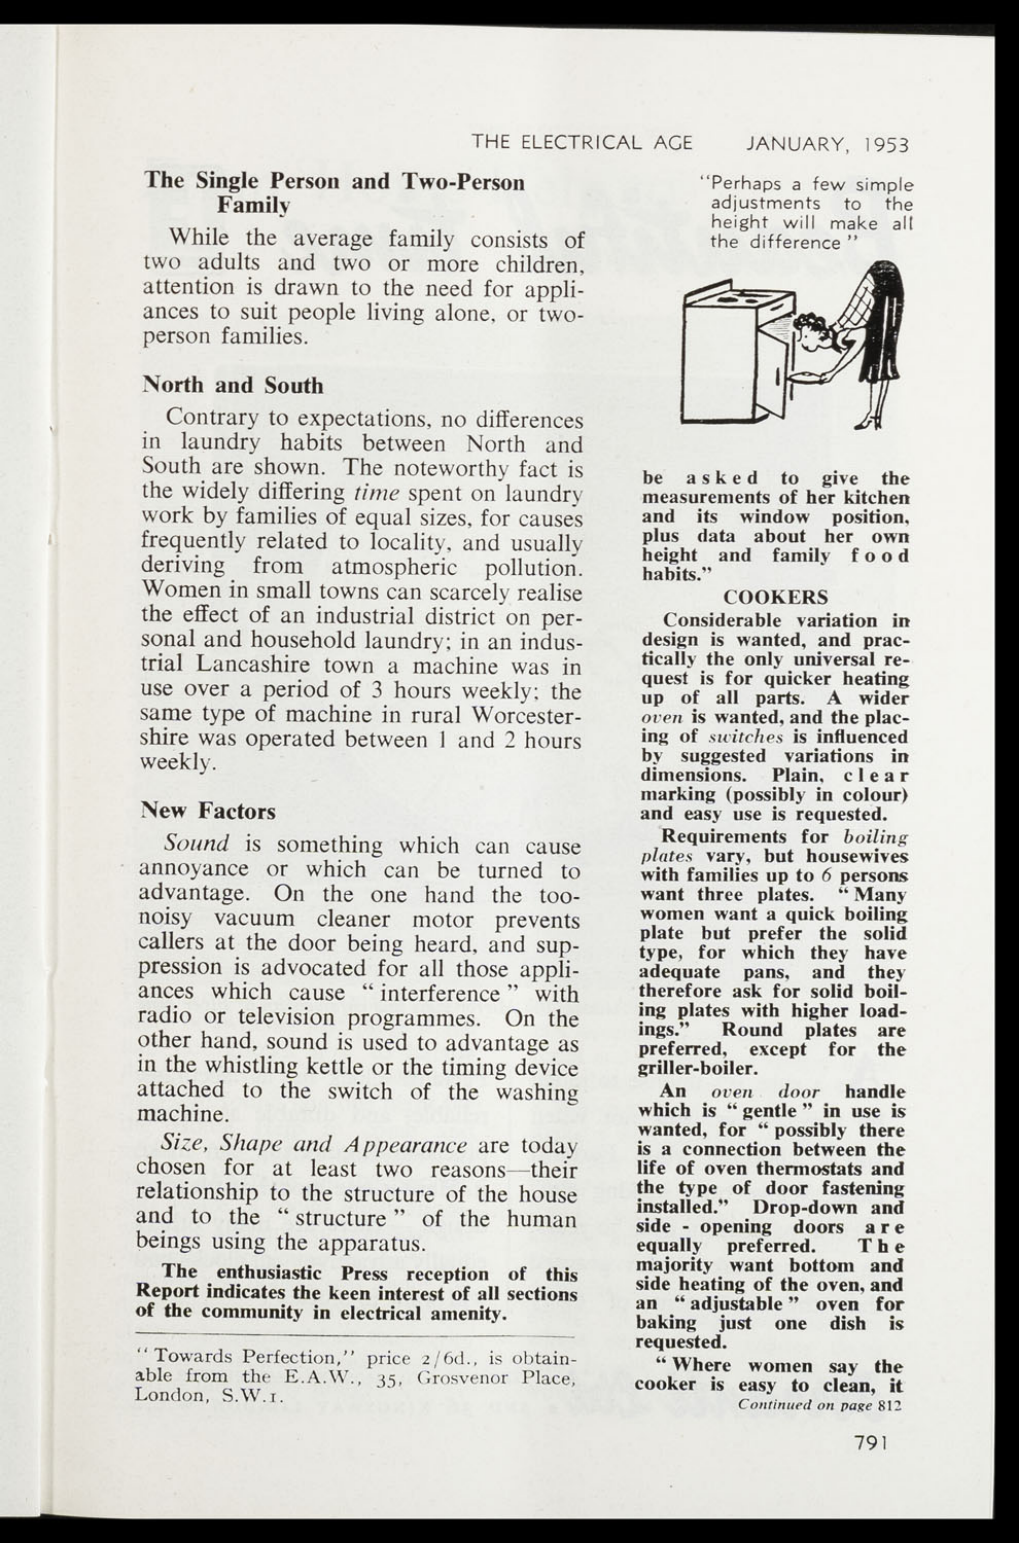 THE ELECTRICAL AGE JANUARY, 1953
The Single Person and Two-Person
Family
While the average family consists of
two adults and two or more children,
attention is drawn to the need for appli-
ances to suit people living alone, or two-
person families.
North and South
Contrary to expectations, no differences
in laundry habits between North and
South are shown. The noteworthy fact is
the widely differing time spent on laundry
work by families of equal sizes, for causes
frequently related to locality, and usually
deriving from atmospheric pollution.
Women in small towns can scarcely realise
the effect of an industrial district on per-
sonal and household laundry; in an indus-
trial Lancashire town a machine was in
use over a period of 3 hours weekly; the
same type of machine in rural Worcester-
shire was operated between 1 and 2 hours
weekly.
New Factors
Sound is something which can cause
annoyance or which can be turned to
advantage. On the one hand the too-
noisy vacuum cleaner motor prevents
callers at the door being heard, and sup-
pression is advocated for all those appli-
ances which cause “ interference ” with
radio or television programmes. On the
other hand, sound is used to advantage as
in the whistling kettle or the timing device
attached to the switch of the washing
machine.
Size, Shape and Appearance are today
chosen for at least two reasons—their
relationship to the structure of the house
and to the “ structure ” of the human
beings using the apparatus.
The enthusiastic Press reception of this
Report indicates the keen interest of all sections
of the community in electrical amenity.
“ Towards Perfection,” price 2/6d., is obtain-
able from the E.A.W., 35, Grosvenor Place,
London, S.W.1.
“Perhaps a few simple
adjustments to the
height will make all
the difference ”
be asked to give the
measurements of her kitchen
and its window position,
plus data about her own
height and family food
habits.”
COOKERS
Considerable variation in
design is wanted, and prac-
tically the only universal re-
quest is for quicker heating
up of all parts. A wider
oven is wanted, and the plac-
ing of switches is influenced
by suggested variations in
dimensions. Plain, clear
marking (possibly in colour)
and easy use is requested.
Requirements for boiling
plates vary, but housewives
with families up to 6 persons
want three plates. “ Many
women want a quick boiling
plate but prefer the solid
type, for which they have
adequate pans, and they
therefore ask for solid boil-
ing plates with higher load-
ings.” Round plates are
preferred, except for the
griller-boiler.
An oven door handle
which is “ gentle ” in use is
wanted, for “ possibly there
is a connection between the
life of oven thermostats and
the type of door fastening
installed.” Drop-down and
side - opening doors are
equally preferred. The
majority want bottom and
side heating of the oven, and
an “ adjustable ” oven for
baking just one dish is
requested.
“ Where women say the
cooker is easy to clean, it
Continued on page 812
791